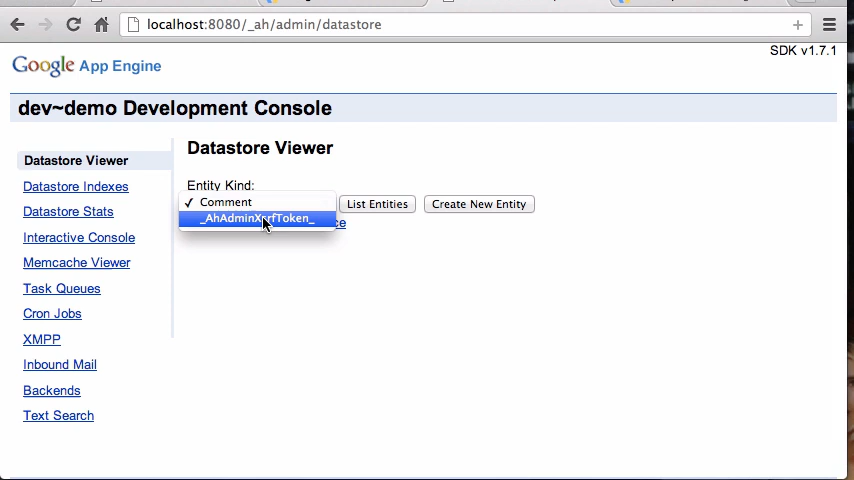 localhost:8080/_ah/admin/datastore
SDK v1.7.1
Google App Engine
dev~demo Development Console
Datastore Viewer
Datastore Indexes
Datastore Stats
Interactive Console
Memcache Viewer
Task Queues
Cron Jobs
XMPP
Inbound Mail
Backends
Text Search
Datastore Viewer
Entity Kind:
✓ Comment
_AhAdminXsrfToken_
List Entities
Create New Entity